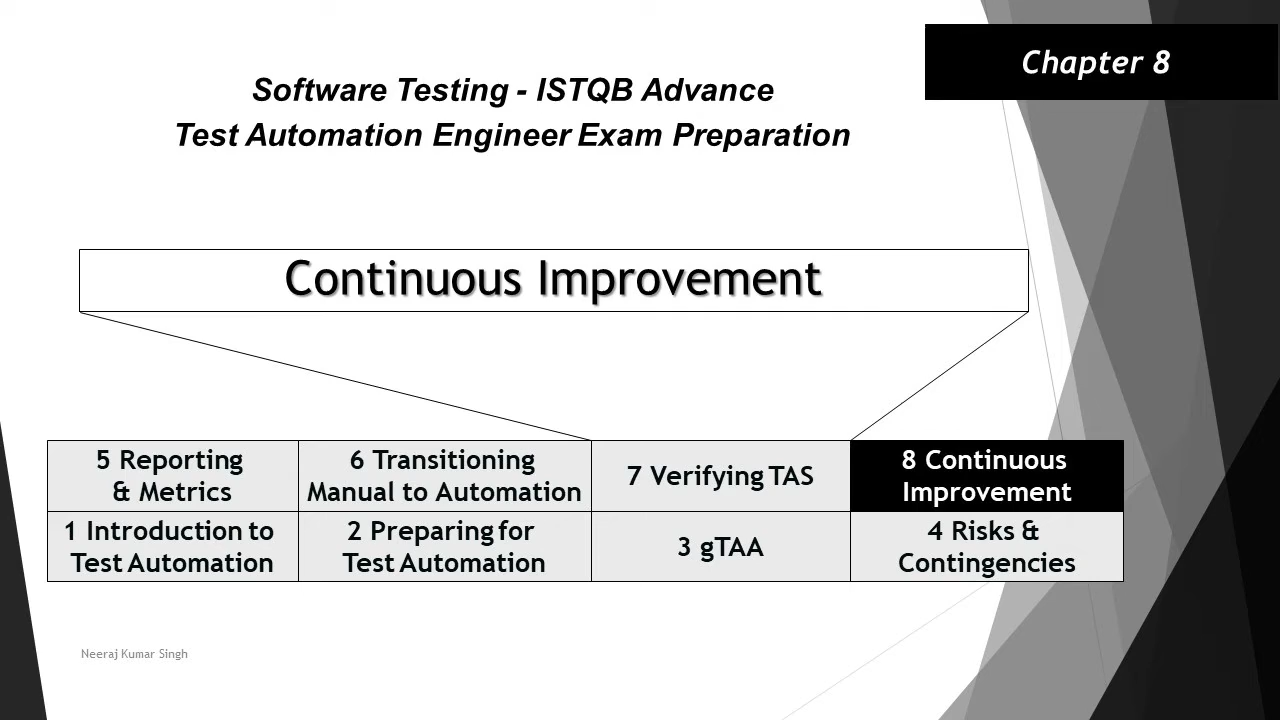 Chapter 8
Software Testing - ISTQB Advance
Test Automation Engineer Exam Preparation
Continuous Improvement
5 Reporting
& Metrics
6 Transitioning
Manual to Automation
7 Verifying TAS
8 Continuous
Improvement
1 Introduction to
Test Automation
2 Preparing for
Test Automation
3 gTAA
4 Risks &
Contingencies
Neeraj Kumar Singh